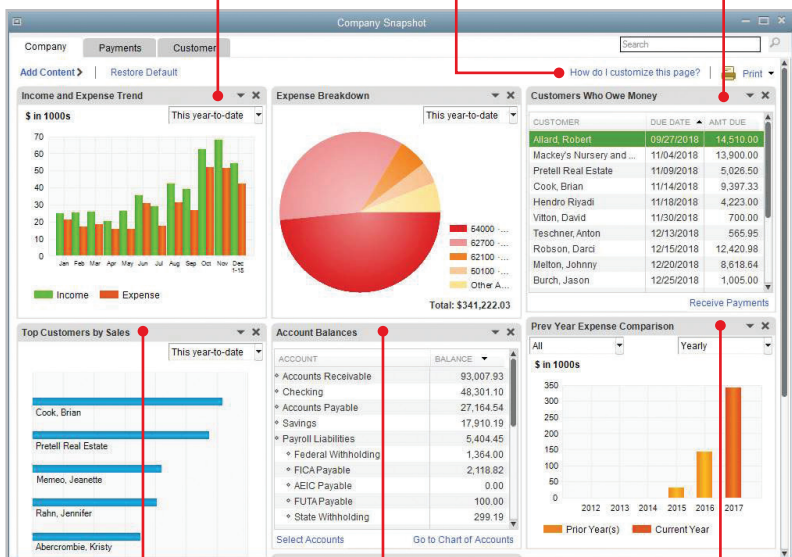 Company Snapshot
Company Payments Customer
Search
Add Content Restore Default
How do I customize this page? Print
Income and Expense Trend
$ in 1000s
This year-to-date
70
60
50
40
30
20
10
0
Jan Feb Mar Apr May Jun Jul Aug Sep Oct Nov Dec
1-15
Income Expense
Expense Breakdown
This year-to-date
54000 ·...
62700 ·...
62100 ·...
60100 ·...
Other A...
Total: $341,222.03
Customers Who Owe Money
CUSTOMER DUE DATE AMT DUE
Allard, Robert 09/27/2018 14,510.00
Mackey's Nursery and ... 11/04/2018 13,900.00
Pretell Real Estate 11/09/2018 5,026.50
Cook, Brian 11/14/2018 9,397.33
Hendro Riyadi 11/18/2018 4,223.00
Vitton, David 11/30/2018 700.00
Teschner, Anton 12/13/2018 565.95
Robson, Darci 12/15/2018 12,420.98
Melton, Johnny 12/20/2018 8,618.64
Burch, Jason 12/25/2018 1,005.00
Receive Payments
Top Customers by Sales
This year-to-date
Cook, Brian
Pretell Real Estate
Memeo, Jeanette
Rahn, Jennifer
Abercrombie, Kristy
Account Balances
ACCOUNT BALANCE
Accounts Receivable 93,007.93
Checking 48,301.10
Accounts Payable 27,164.54
Savings 17,910.19
Payroll Liabilities 5,404.45
Federal Withholding 1,364.00
FICA Payable 2,118.82
AEIC Payable 0.00
FUTA Payable 100.00
State Withholding 299.19
Select Accounts Go to Chart of Accounts
Prev Year Expense Comparison
All Yearly
$ in 1000s
350
300
250
200
150
100
50
0
2012 2013 2014 2015 2016 2017
Prior Year(s) Current Year